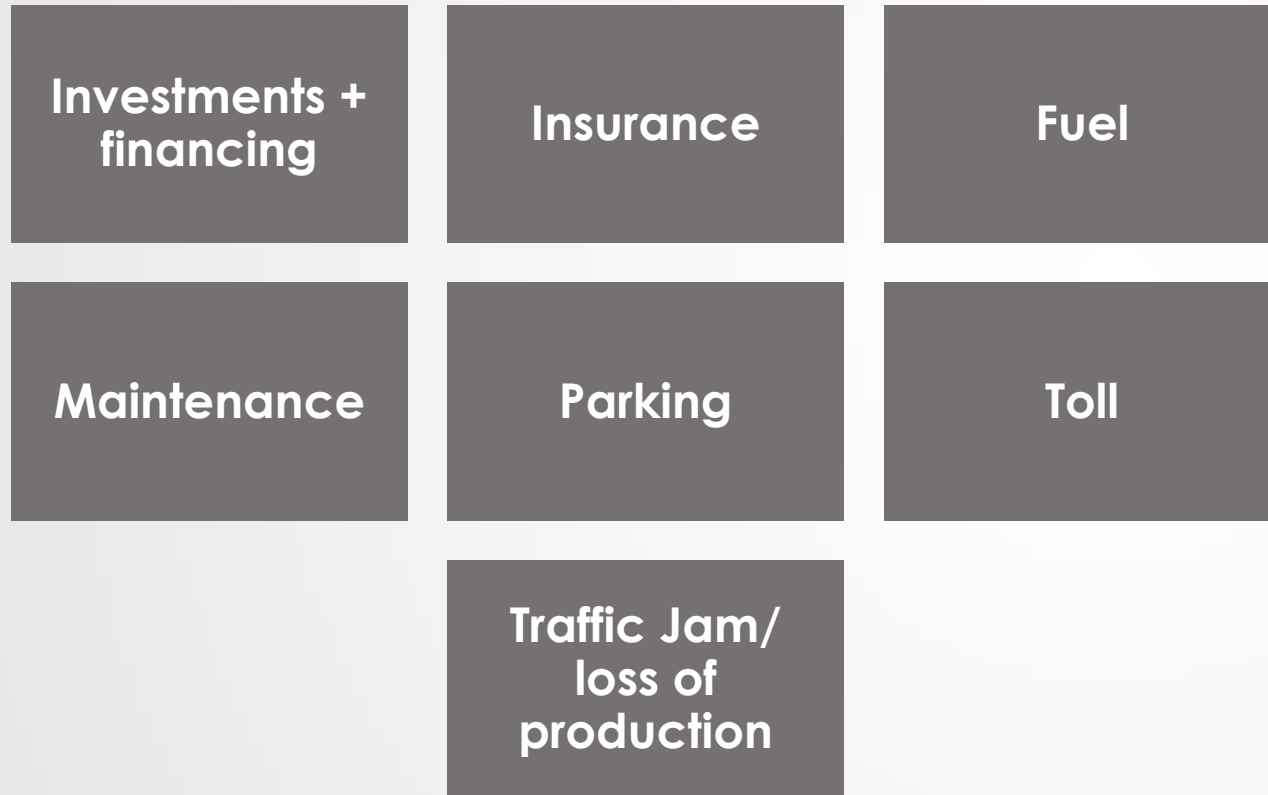 Investments +
financing
Insurance
Fuel
Maintenance
Parking
Toll
Traffic Jam/
loss of
production